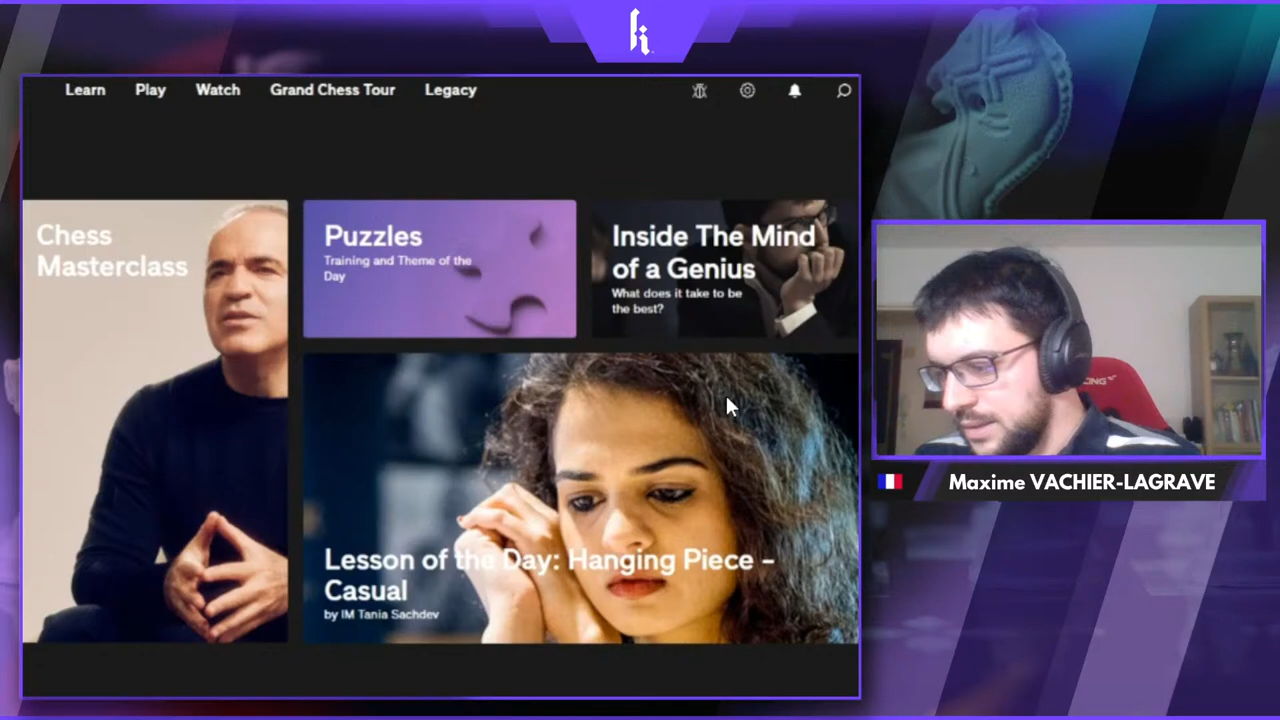 Learn
Play
Watch
Grand Chess Tour
Legacy
Chess
Masterclass
Puzzles
Training and Theme of the
Day
Inside The Mind
of a Genius
What does it take to be
the best?
Lesson of the Day: Hanging Piece –
Casual
by IM Tania Sachdev
Maxime VACHIER-LAGRAVE